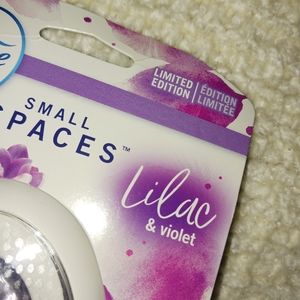 LIMITED | ÉDITION
EDITION | LIMITÉE
SMALL
SPACES™
Lilac
& violet